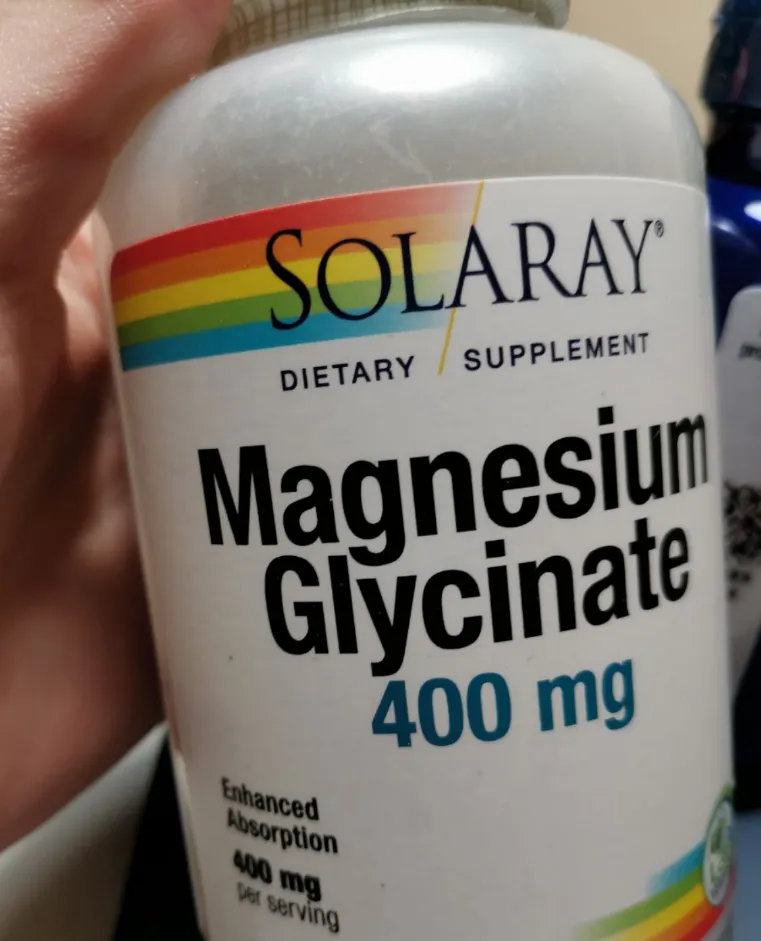 SOLARAY®
DIETARY / SUPPLEMENT
Magnesium
Glycinate
400 mg
Enhanced
Absorption
400 mg
per serving